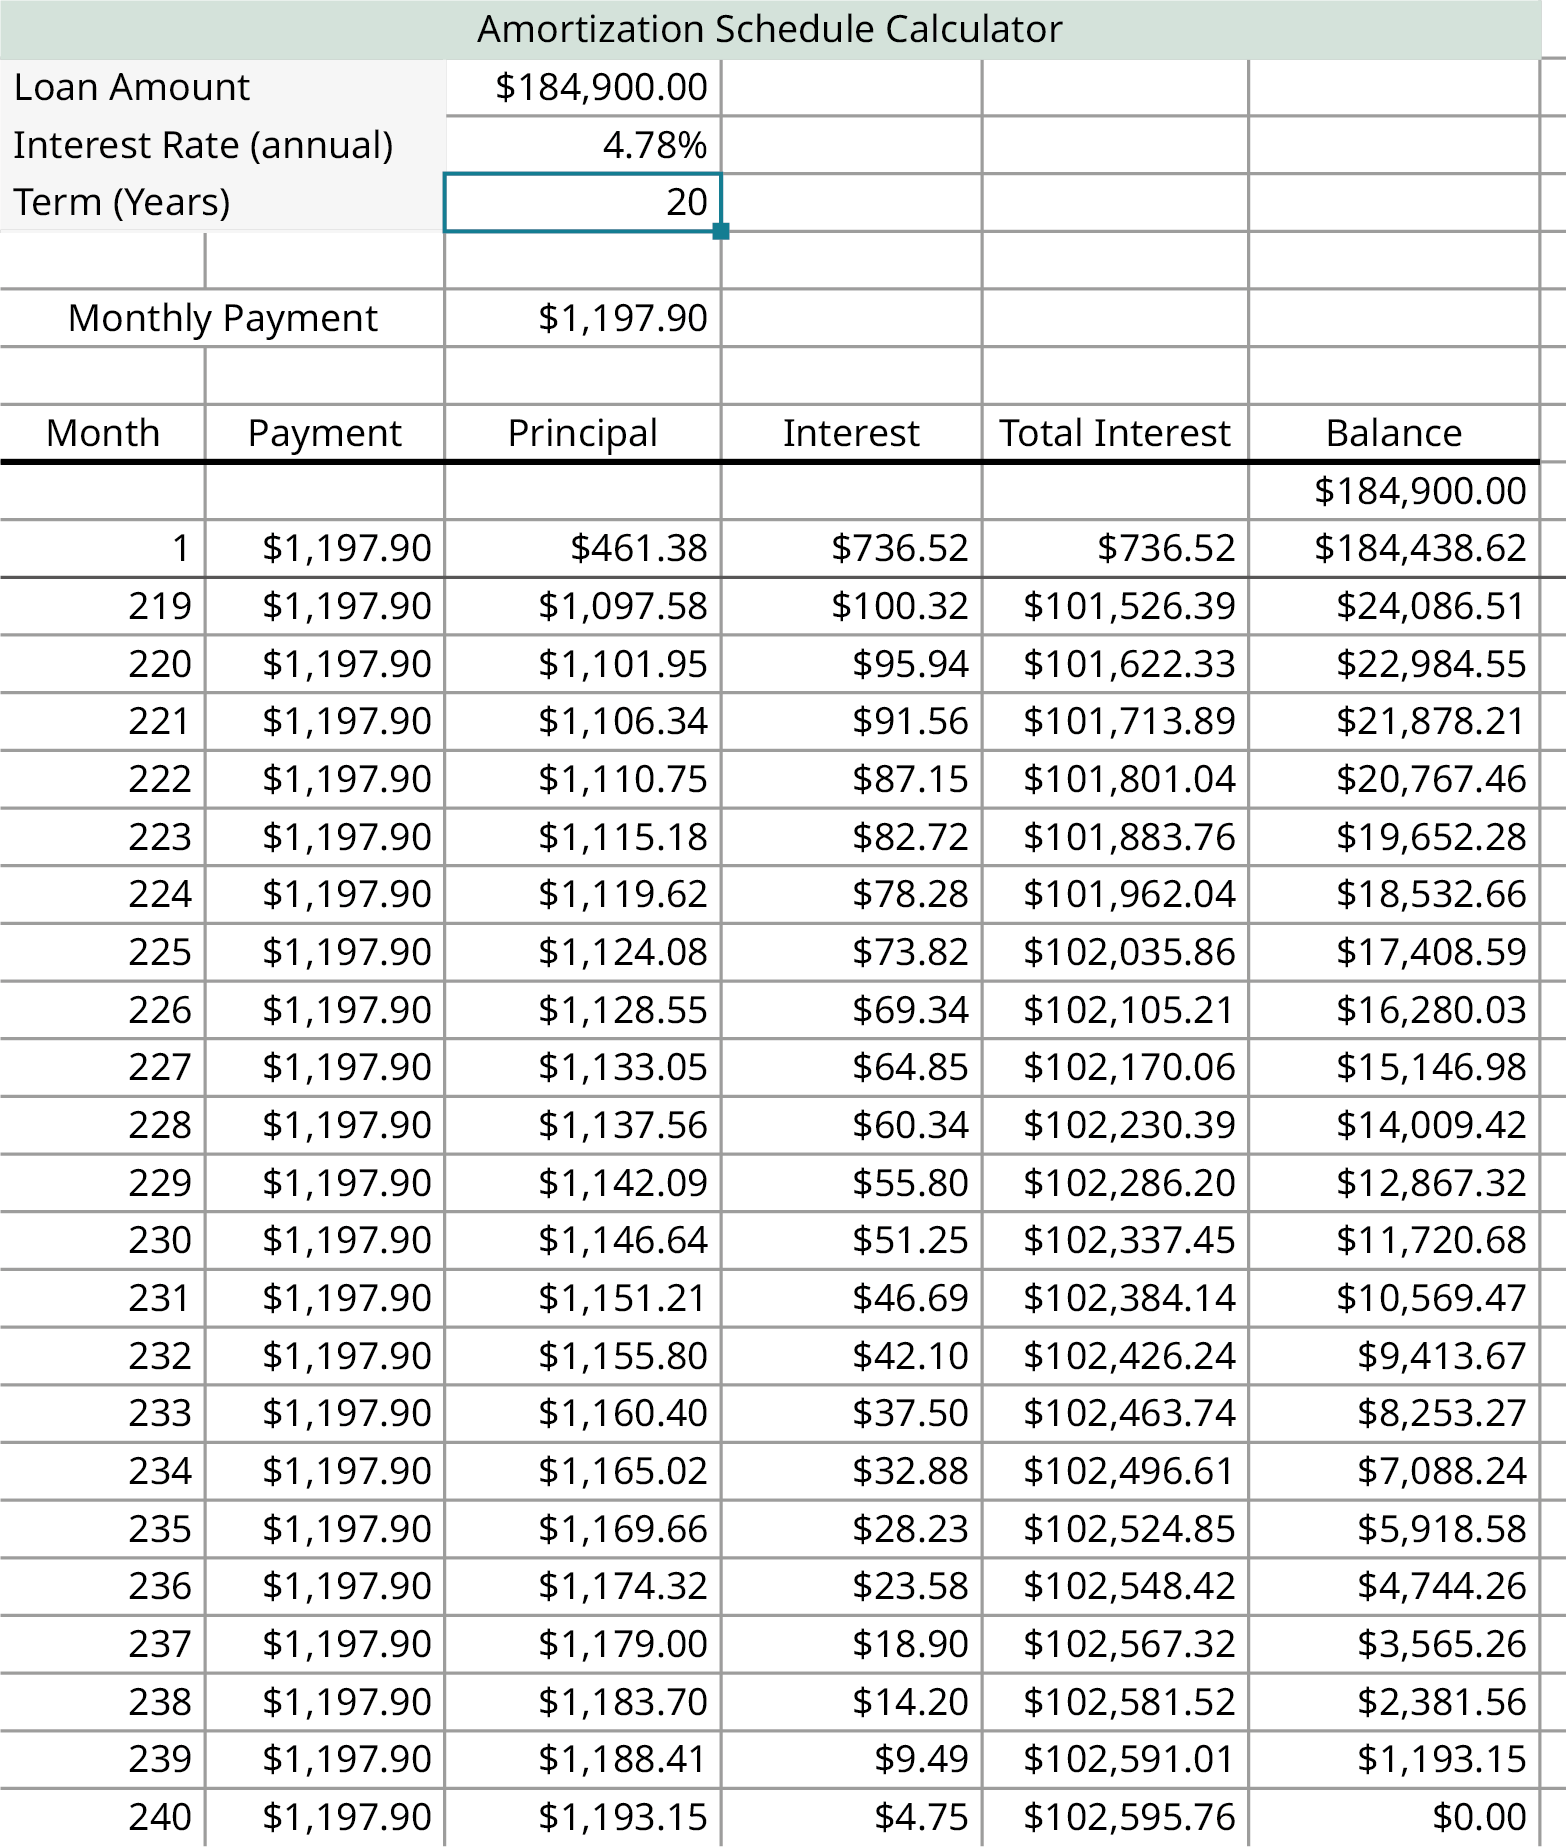 Amortization Schedule Calculator
Loan Amount $184,900.00
Interest Rate (annual) 4.78%
Term (Years) 20
Monthly Payment $1,197.90
Month Payment Principal Interest Total Interest Balance
$184,900.00
1 $1,197.90 $461.38 $736.52 $736.52 $184,438.62
219 $1,197.90 $1,097.58 $100.32 $101,526.39 $24,086.51
220 $1,197.90 $1,101.95 $95.94 $101,622.33 $22,984.55
221 $1,197.90 $1,106.34 $91.56 $101,713.89 $21,878.21
222 $1,197.90 $1,110.75 $87.15 $101,801.04 $20,767.46
223 $1,197.90 $1,115.18 $82.72 $101,883.76 $19,652.28
224 $1,197.90 $1,119.62 $78.28 $101,962.04 $18,532.66
225 $1,197.90 $1,124.08 $73.82 $102,035.86 $17,408.59
226 $1,197.90 $1,128.55 $69.34 $102,105.21 $16,280.03
227 $1,197.90 $1,133.05 $64.85 $102,170.06 $15,146.98
228 $1,197.90 $1,137.56 $60.34 $102,230.39 $14,009.42
229 $1,197.90 $1,142.09 $55.80 $102,286.20 $12,867.32
230 $1,197.90 $1,146.64 $51.25 $102,337.45 $11,720.68
231 $1,197.90 $1,151.21 $46.69 $102,384.14 $10,569.47
232 $1,197.90 $1,155.80 $42.10 $102,426.24 $9,413.67
233 $1,197.90 $1,160.40 $37.50 $102,463.74 $8,253.27
234 $1,197.90 $1,165.02 $32.88 $102,496.61 $7,088.24
235 $1,197.90 $1,169.66 $28.23 $102,524.85 $5,918.58
236 $1,197.90 $1,174.32 $23.58 $102,548.42 $4,744.26
237 $1,197.90 $1,179.00 $18.90 $102,567.32 $3,565.26
238 $1,197.90 $1,183.70 $14.20 $102,581.52 $2,381.56
239 $1,197.90 $1,188.41 $9.49 $102,591.01 $1,193.15
240 $1,197.90 $1,193.15 $4.75 $102,595.76 $0.00